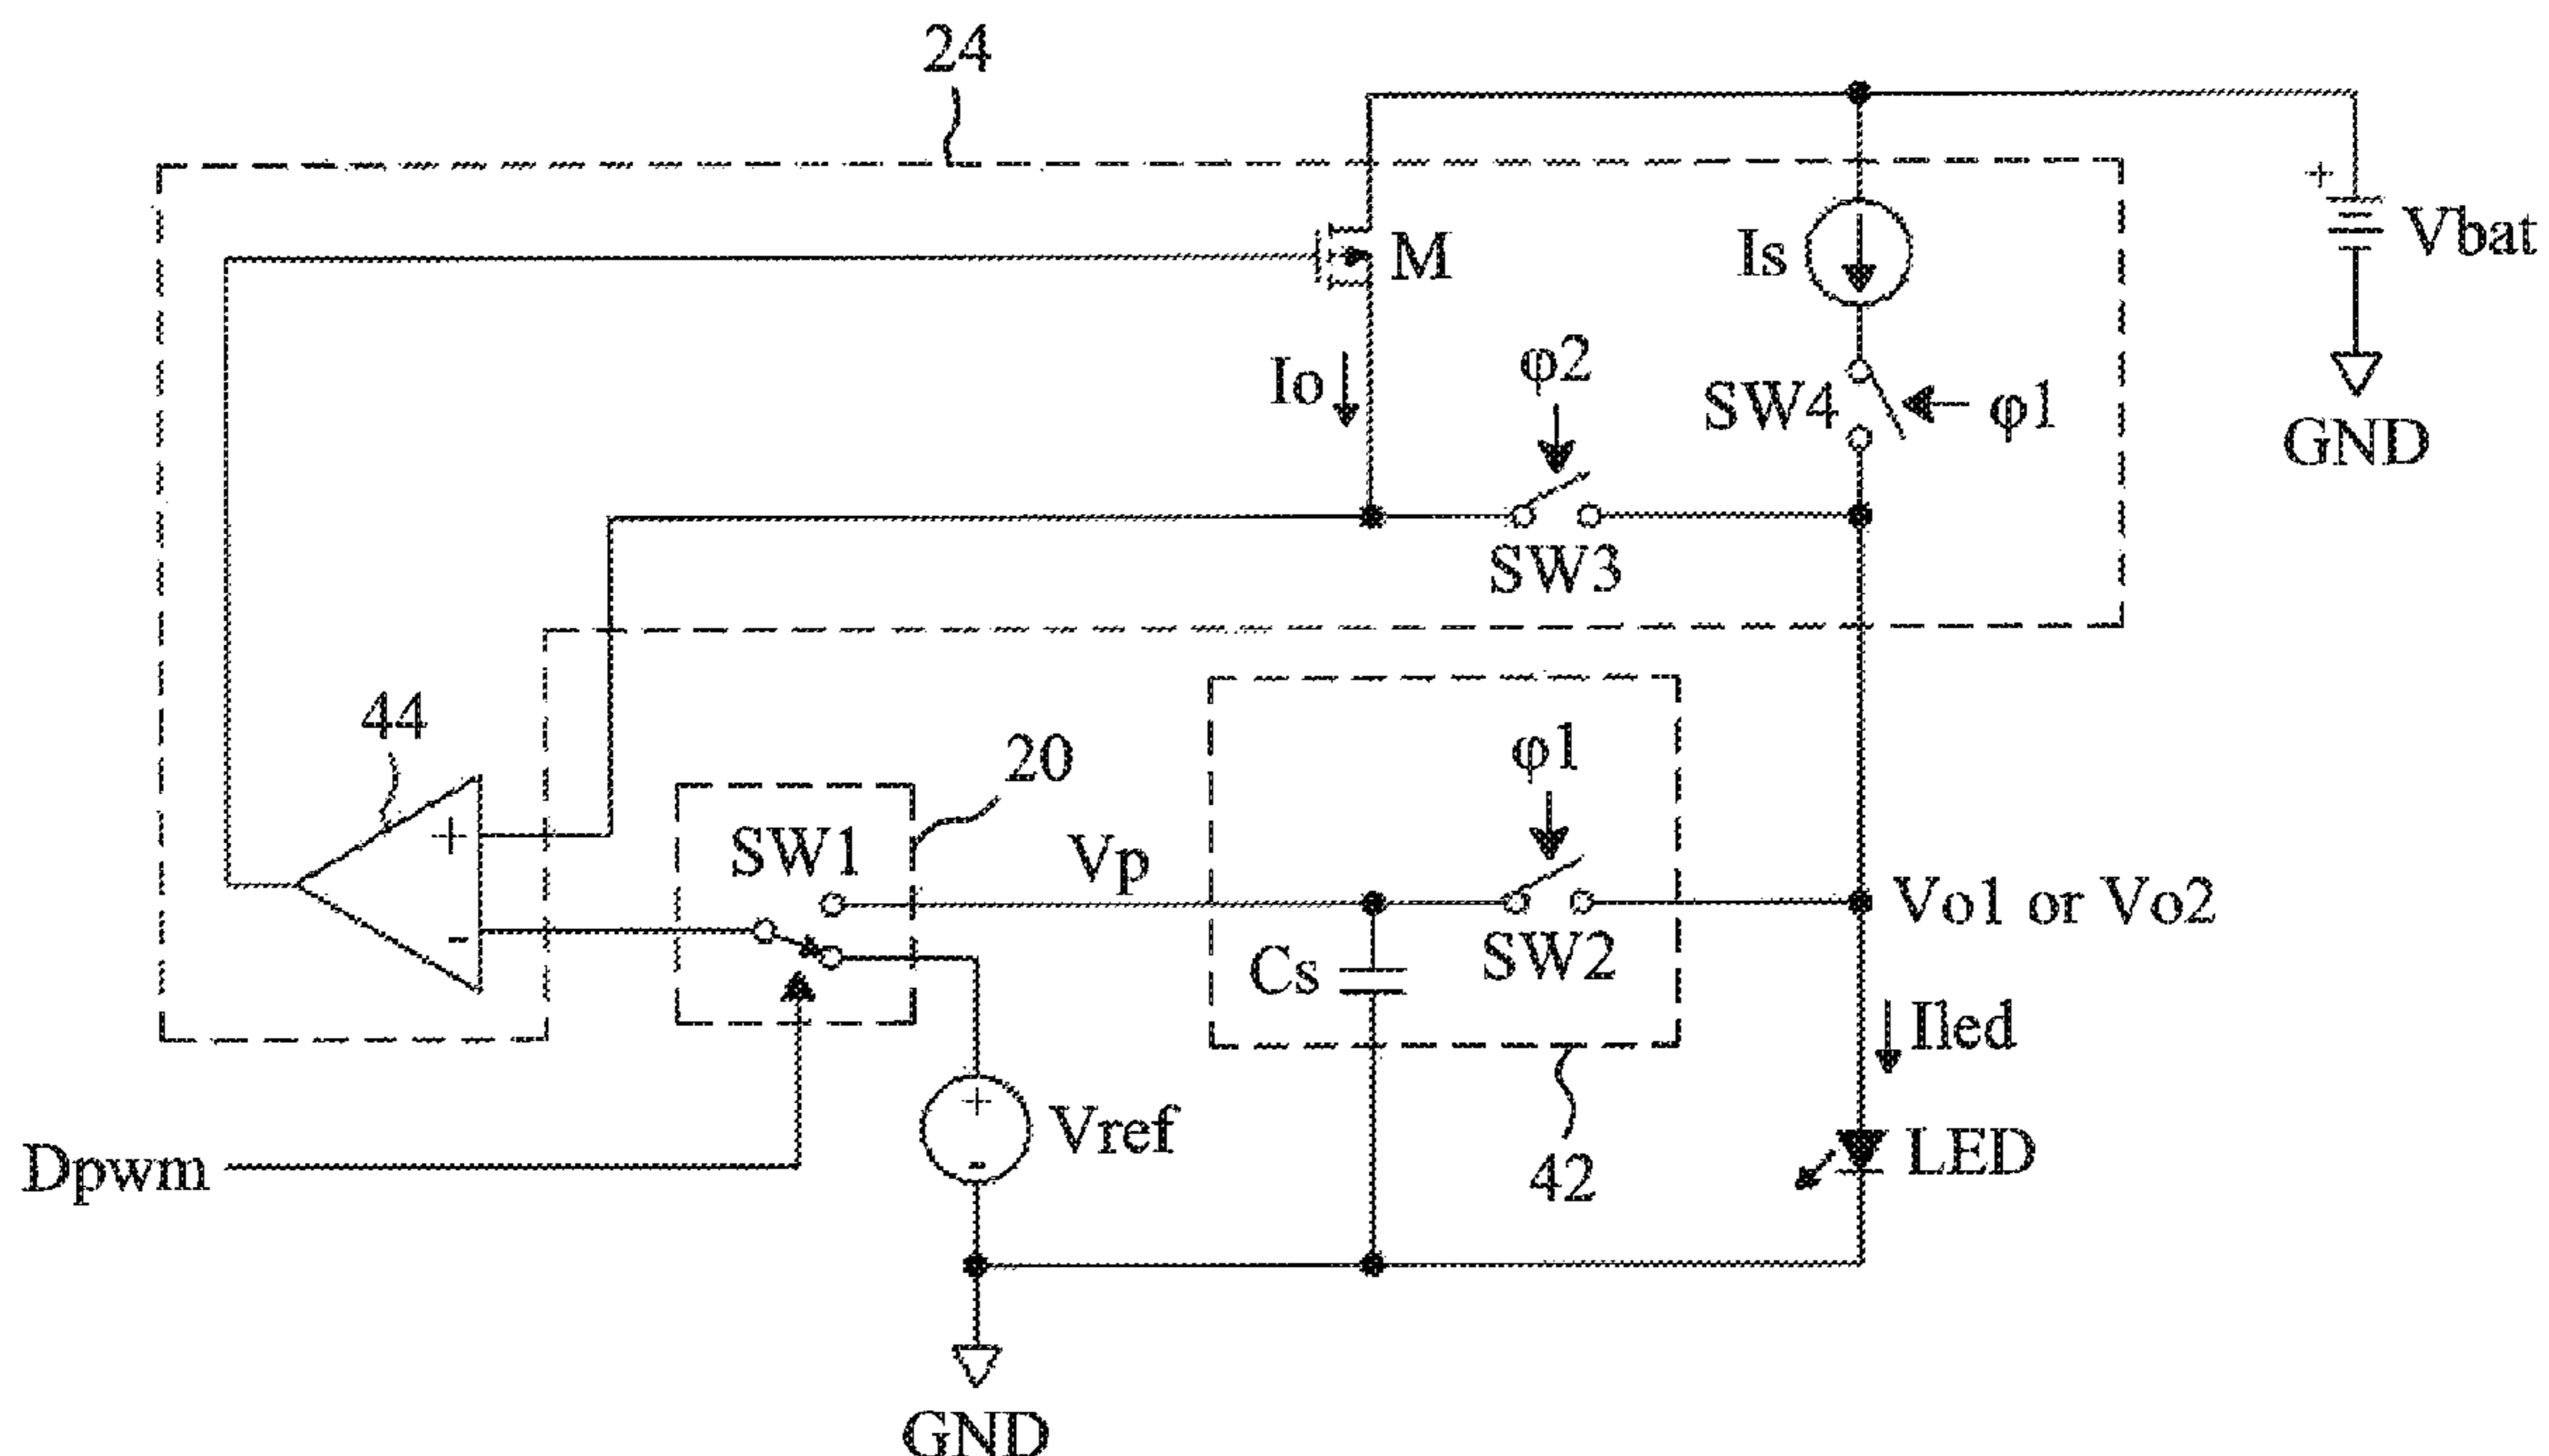 24
+
Vbat
M
Is
φ2
Io
SW4
φ1
GND
SW3
44
φ1
20
+
SW1
Vp
Vo1 or Vo2
-
SW2
Cs
Iled
+
Vref
-
LED
Dpwm
42
GND